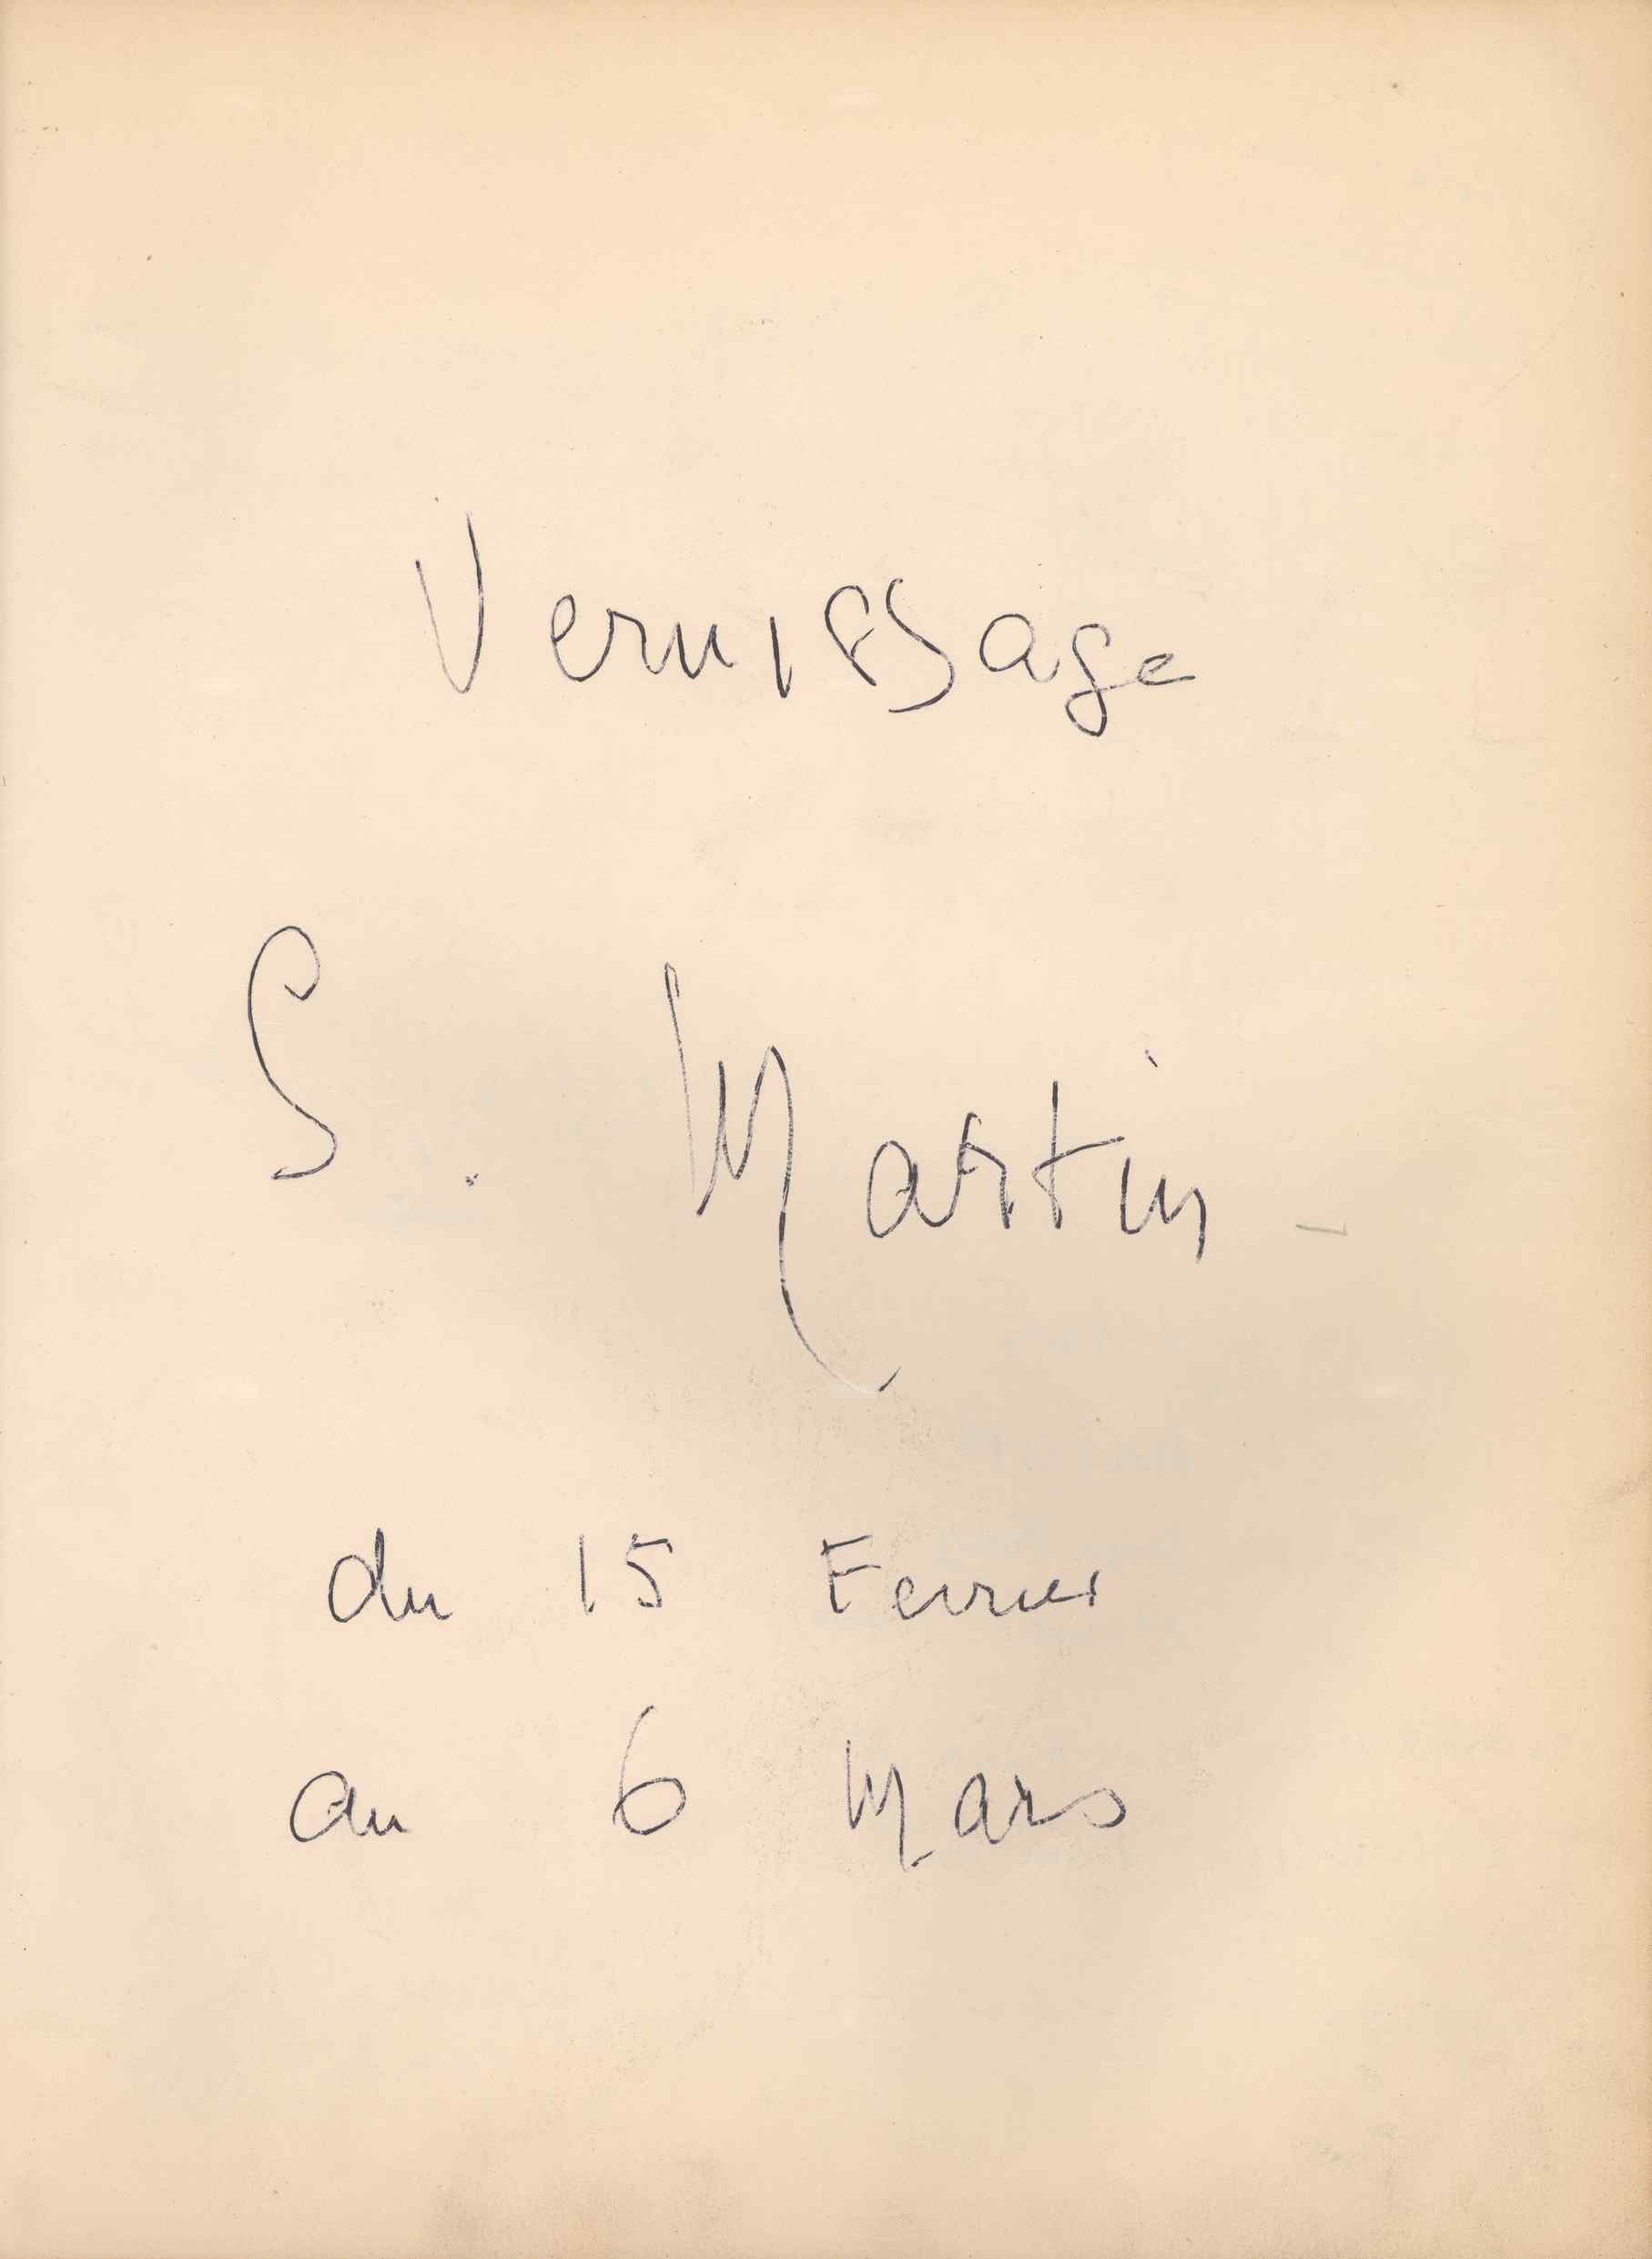 Vernissage
S. Martin -
du 15 Fevrier
au 6 Mars